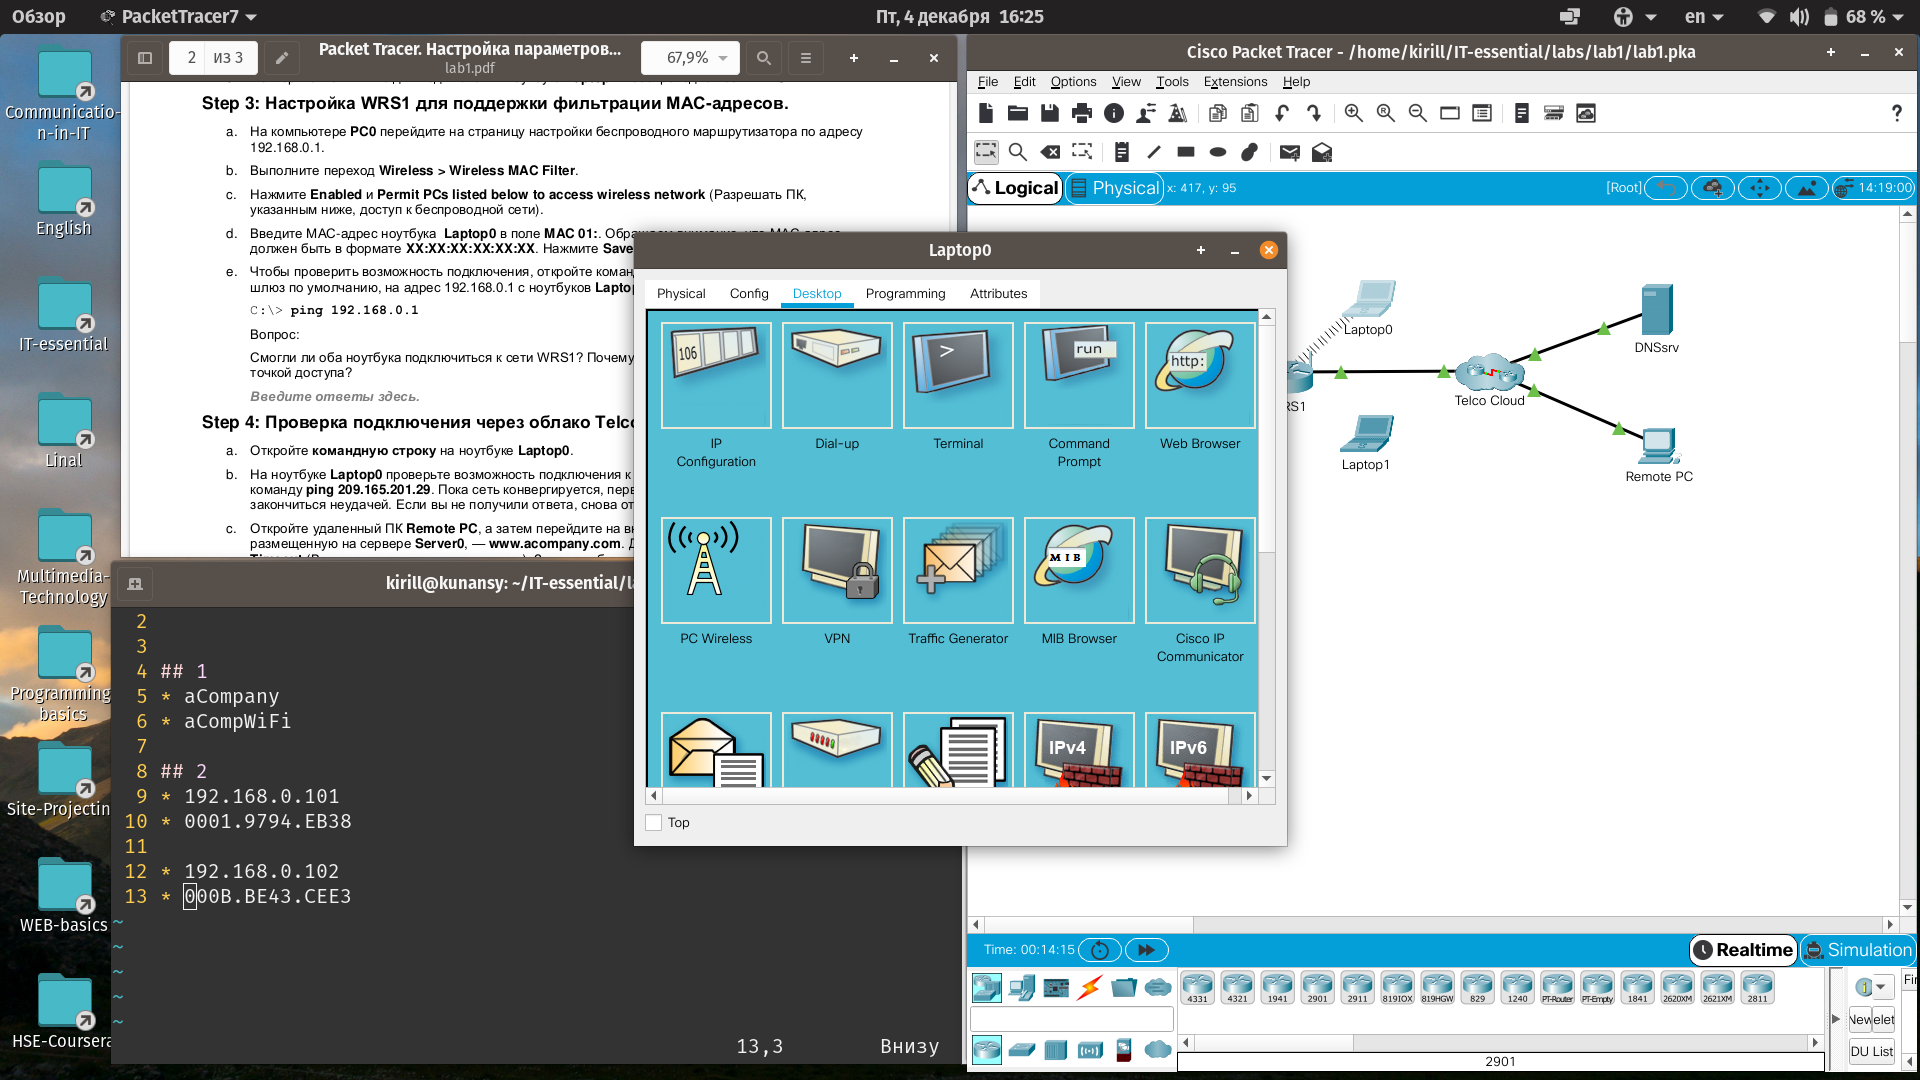 Обзор
PacketTracer7
Пт, 4 декабря 16:25
en
68 %
Communicatio-
n-in-IT
English
IT-essential
Linal
Multimedia-
Technology
Programming-
basics
Site-Projectin
WEB-basics
HSE-Coursera
2 из 3
Packet Tracer. Настройка параметров...
lab1.pdf
67,9%
Step 3: Настройка WRS1 для поддержки фильтрации MAC-адресов.
a. На компьютере PC0 перейдите на страницу настройки беспроводного маршрутизатора по адресу
192.168.0.1.
b. Выполните переход Wireless > Wireless MAC Filter.
c. Нажмите Enabled и Permit PCs listed below to access wireless network (Разрешать ПК,
указанным ниже, доступ к беспроводной сети).
d. Введите MAC-адрес ноутбука Laptop0 в поле MAC 01:.
должен быть в формате XX:XX:XX:XX:XX:XX. Нажмите Save
e. Чтобы проверить возможность подключения, откройте коман
шлюз по умолчанию, на адрес 192.168.0.1 с ноутбуков Lapto
C:\> ping 192.168.0.1
Вопрос:
Смогли ли оба ноутбука подключиться к сети WRS1? Почему
точкой доступа?
Введите ответы здесь.
Step 4: Проверка подключения через облако Telc
a. Откройте командную строку на ноутбуке Laptop0.
b. На ноутбуке Laptop0 проверьте возможность подключения к
команду ping 209.165.201.29. Пока сеть конвергируется, перв
закончиться неудачей. Если вы не получили ответа, снова от
c. Откройте удаленный ПК Remote PC, а затем перейдите на в
размещенную на сервере Server0, — www.acompany.com. Д
kirill@kunansy: ~/IT-essential/la
2
3
4 ## 1
5 * aCompany
6 * aCompWiFi
7
8 ## 2
9 * 192.168.0.101
10 * 0001.9794.EB38
11
12 * 192.168.0.102
13 * 000B.BE43.CEE3
~
~
~
~
~
13,3 Внизу
Laptop0
Physical Config Desktop Programming Attributes
106
>
run
http:
IP
Configuration
Dial-up
Terminal
Command
Prompt
Web Browser
MIB
PC Wireless
VPN
Traffic Generator
MIB Browser
Cisco IP
Communicator
IPv4
IPv6
Top
Cisco Packet Tracer - /home/kirill/IT-essential/labs/lab1/lab1.pka
File Edit Options View Tools Extensions Help
?
Logical
Physical
x: 417, y: 95
[Root]
14:19:00
Laptop0
DNSsrv
RS1
Telco Cloud
Laptop1
Remote PC
Time: 00:14:15
Realtime
Simulation
4331 4321 1941 2901 2911 819IOX 819HGW 829 1240 PT-Router PT-Empty 1841 2620XM 2621XM 2811
Fir
New
elet
DU List
2901